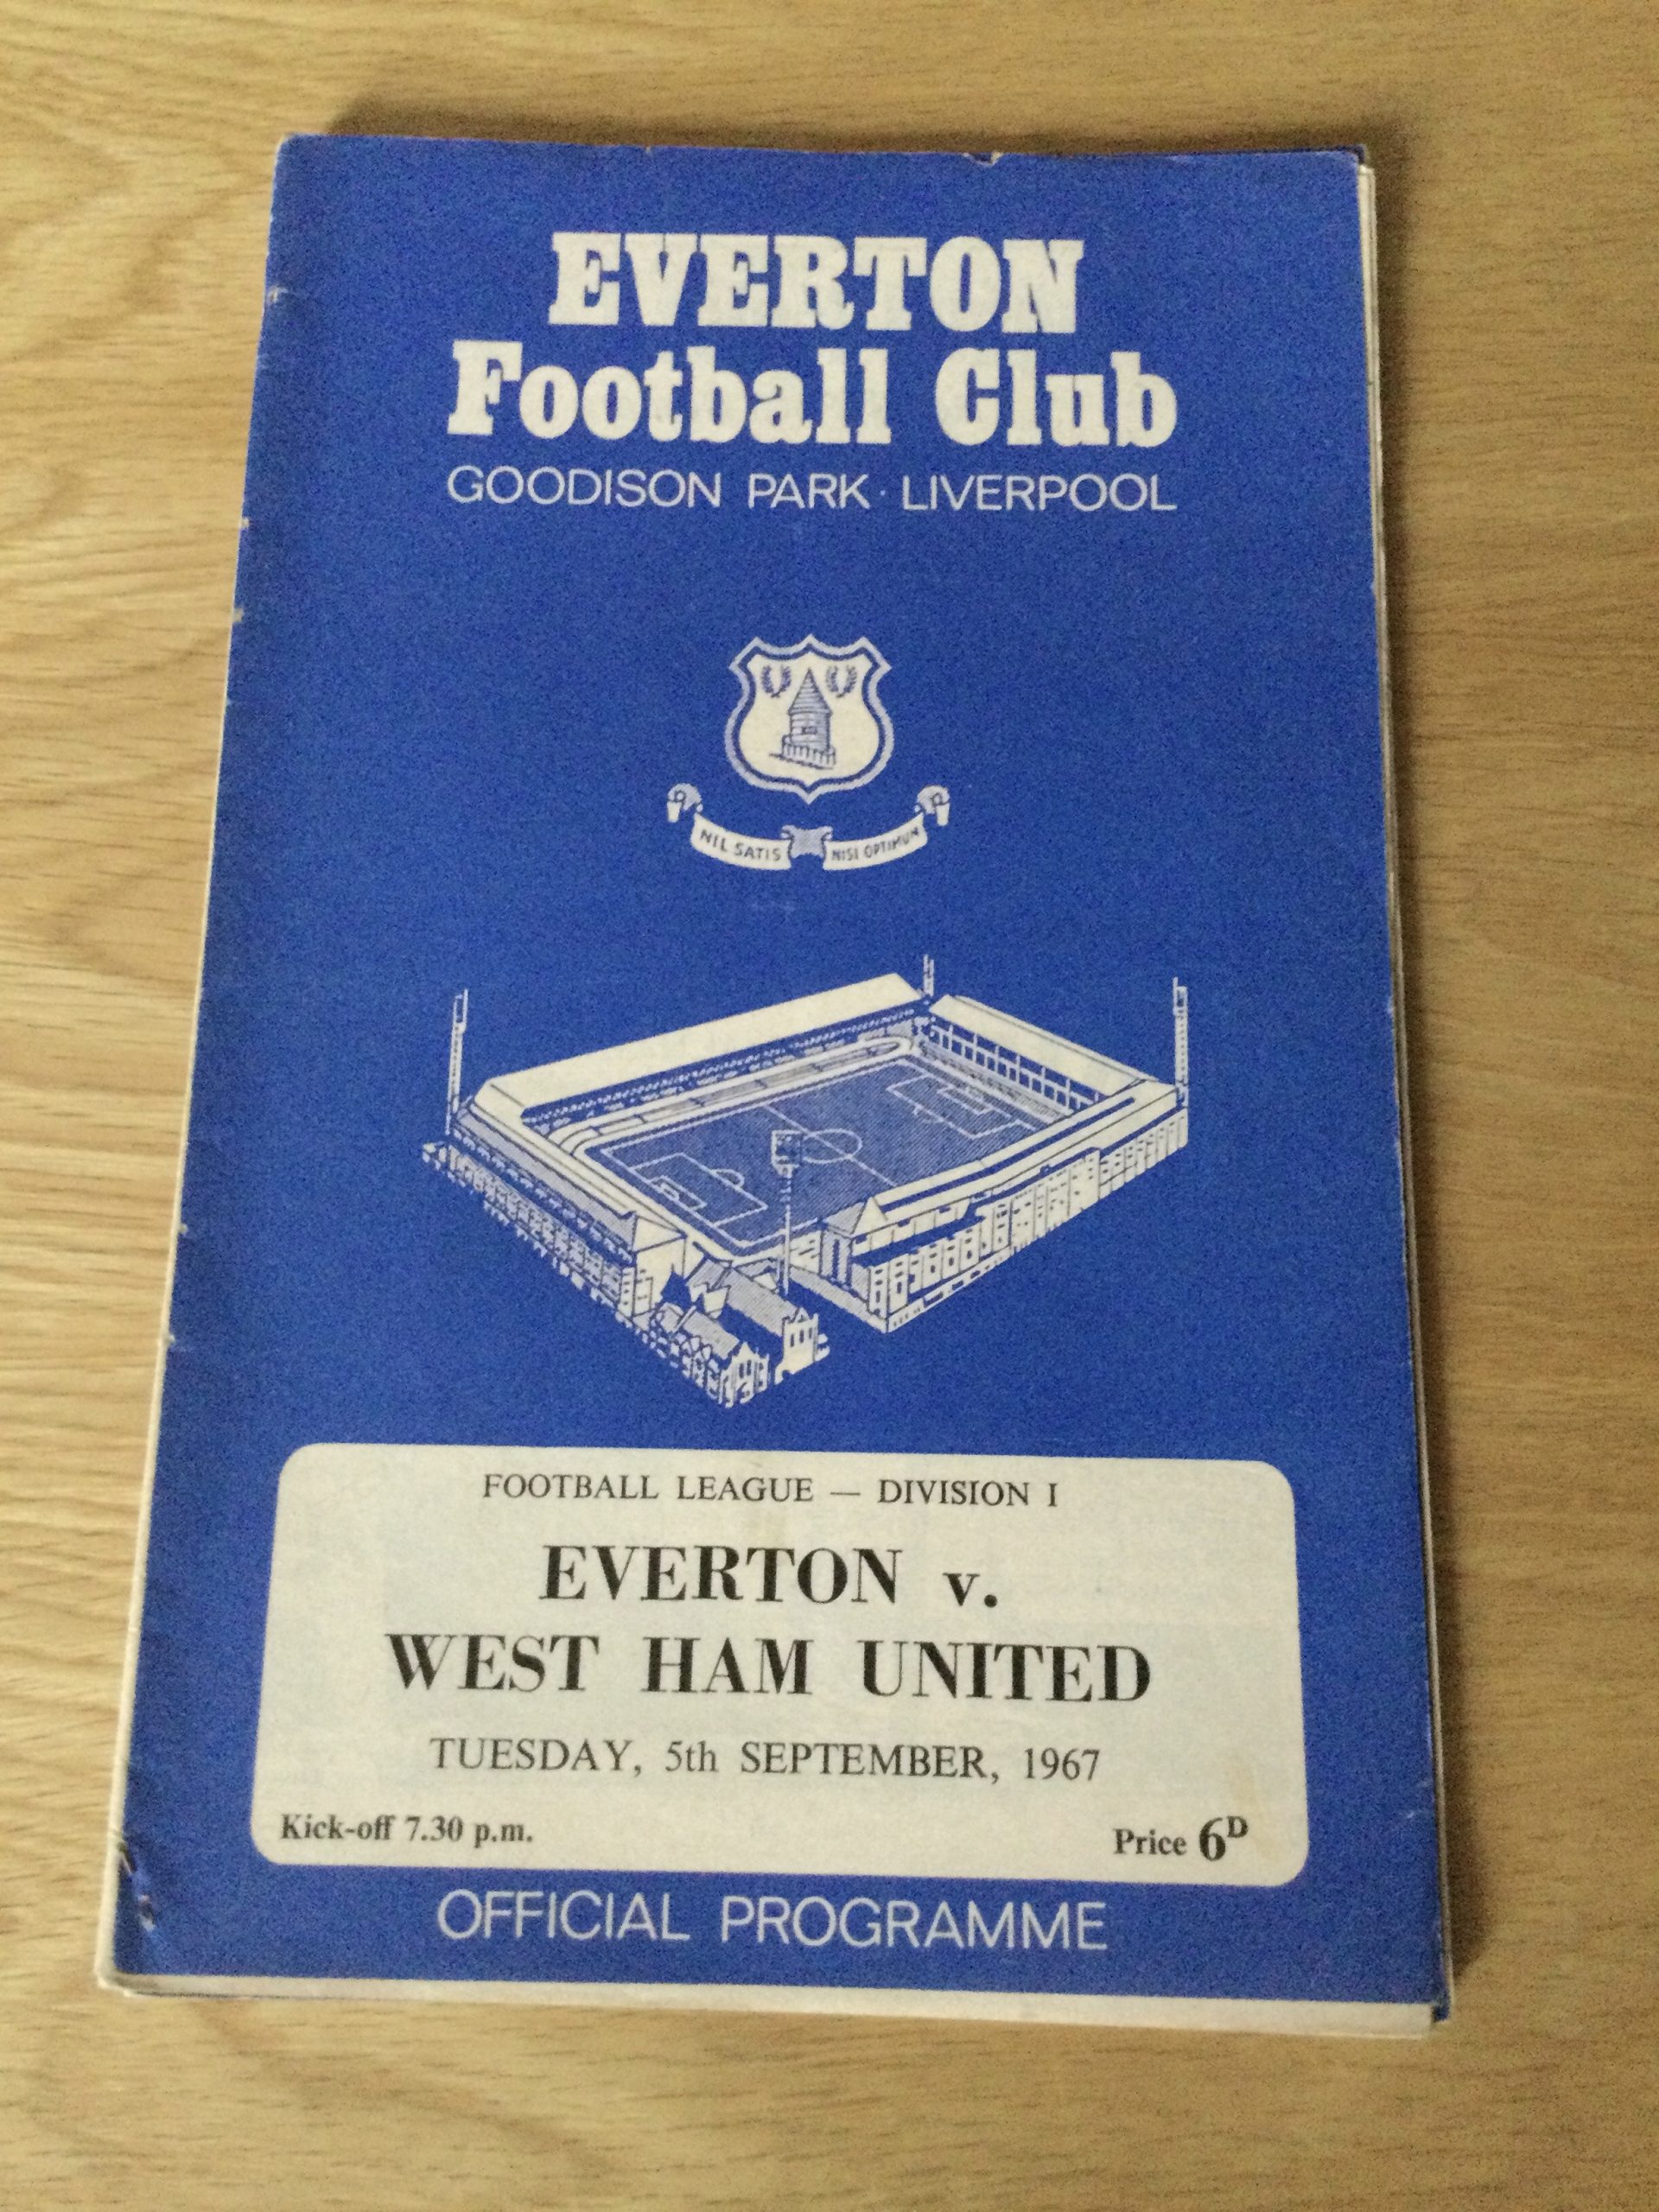 EVERTON
Football Club
GOODISON PARK · LIVERPOOL
NIL SATIS NISI OPTIMUM
FOOTBALL LEAGUE — DIVISION I
EVERTON v.
WEST HAM UNITED
TUESDAY, 5th SEPTEMBER, 1967
Kick-off 7.30 p.m. Price 6D
OFFICIAL PROGRAMME